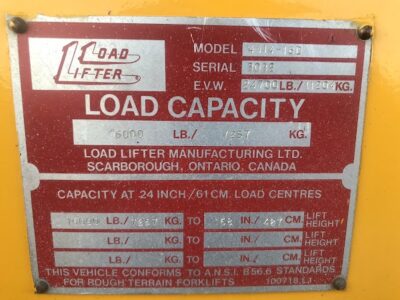 LOAD
LIFTER
MODEL
SERIAL
E.V.W. LB./ KG.
LOAD CAPACITY
LB./ KG.
LOAD LIFTER MANUFACTURING LTD.
SCARBOROUGH, ONTARIO, CANADA
CAPACITY AT 24 INCH/61 CM. LOAD CENTRES
LB./ KG. TO IN./ CM. LIFT HEIGHT
LB./ KG. TO IN./ CM. LIFT HEIGHT
LB./ KG. TO IN./ CM. LIFT HEIGHT
THIS VEHICLE CONFORMS TO A.N.S.I. B56.6 STANDARDS
FOR ROUGH TERRAIN FORKLIFTS 100718L1